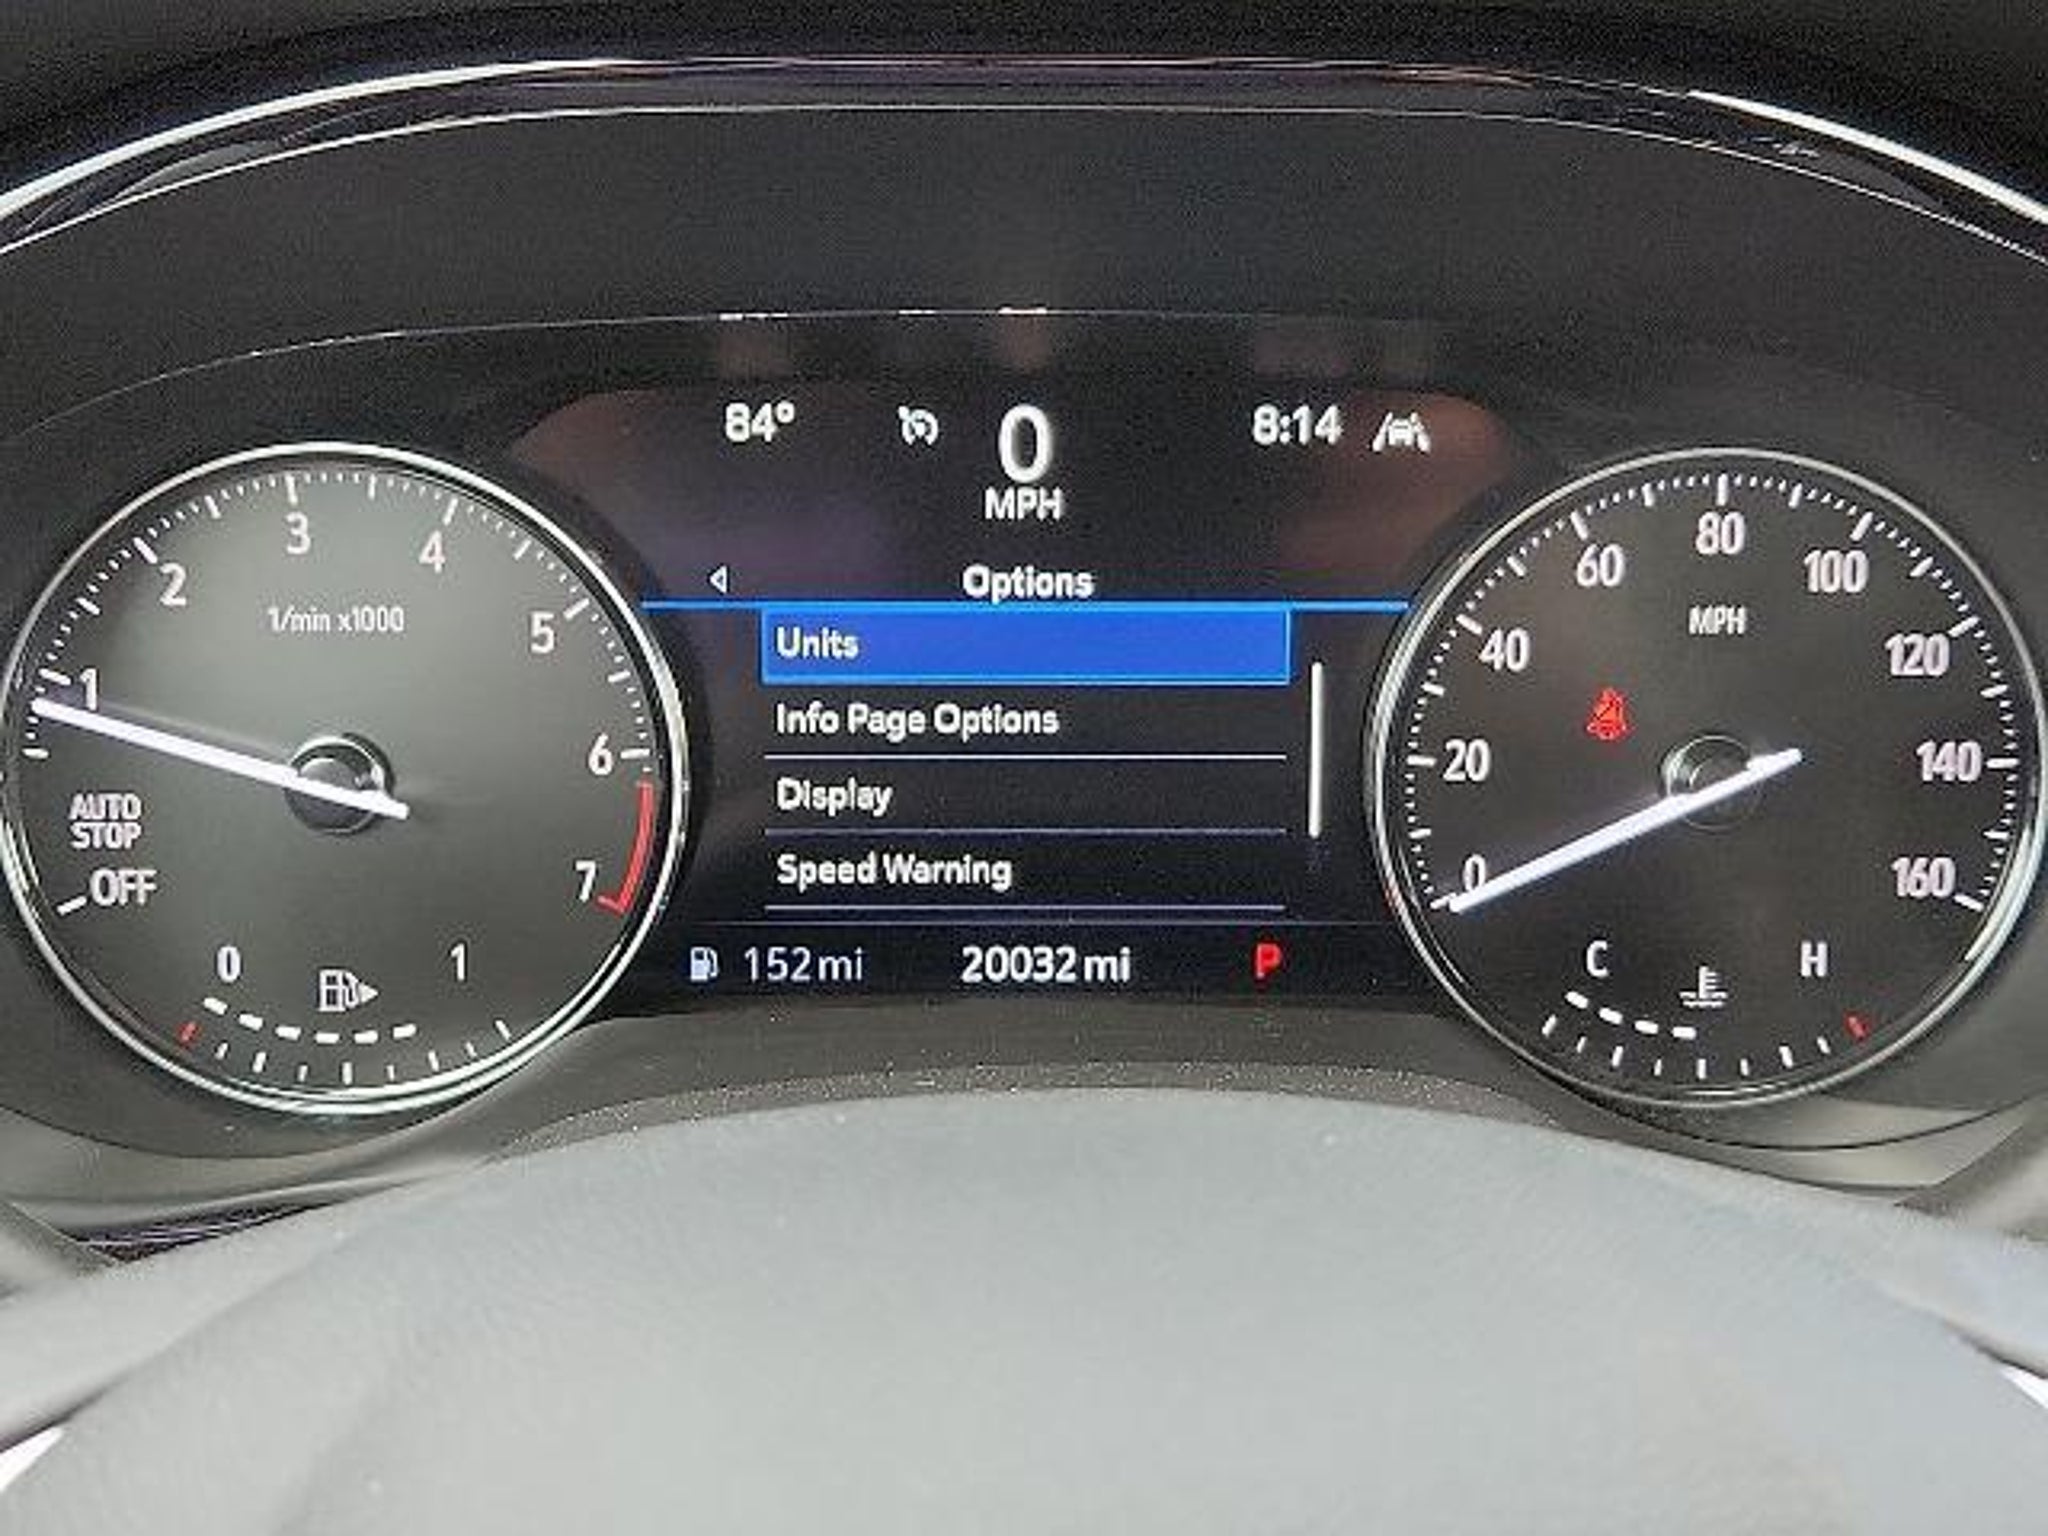 84° 0 8:14
MPH
Options
Units
Info Page Options
Display
Speed Warning
152 mi 20032 mi P
1 2 3 4 5 6 7
1/min x1000
AUTO
STOP
OFF
0 1
0 20 40 60 80 100 120 140 160
MPH
C H